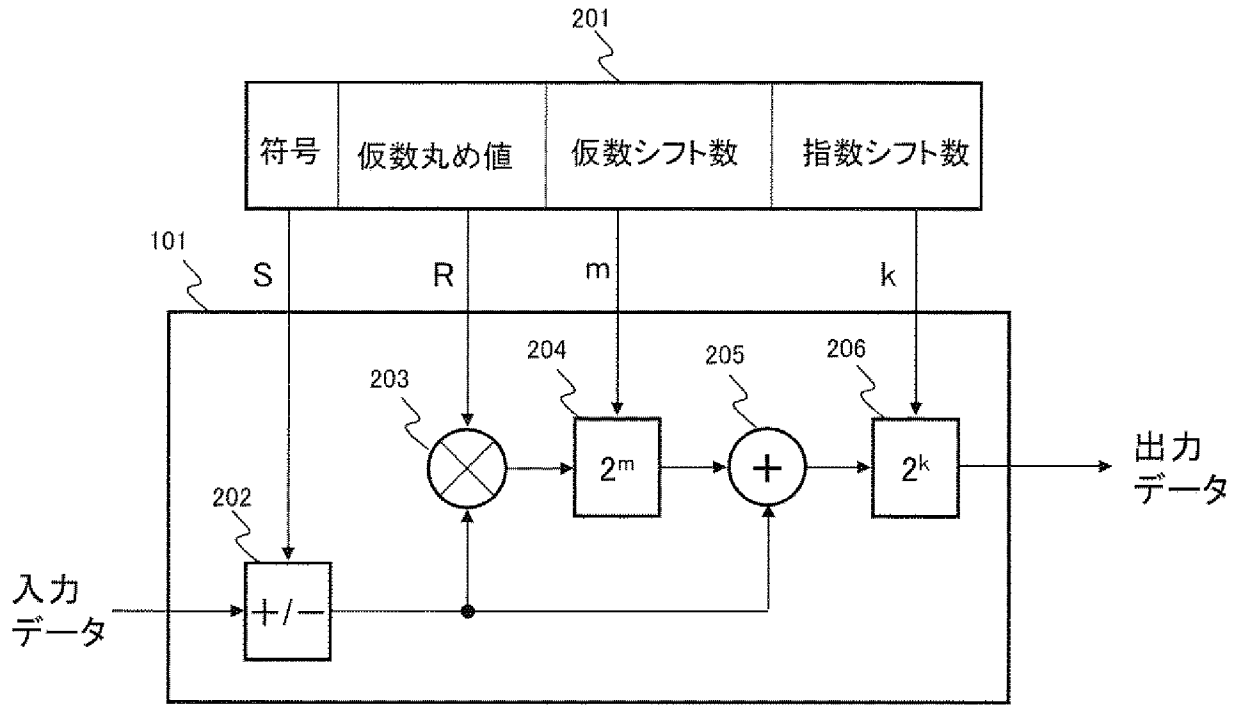 201
符号
仮数丸め値
仮数シフト数
指数シフト数
101
S
R
m
k
203
204
205
206
2^m
+
2^k
出力
データ
202
入力
データ
+/−